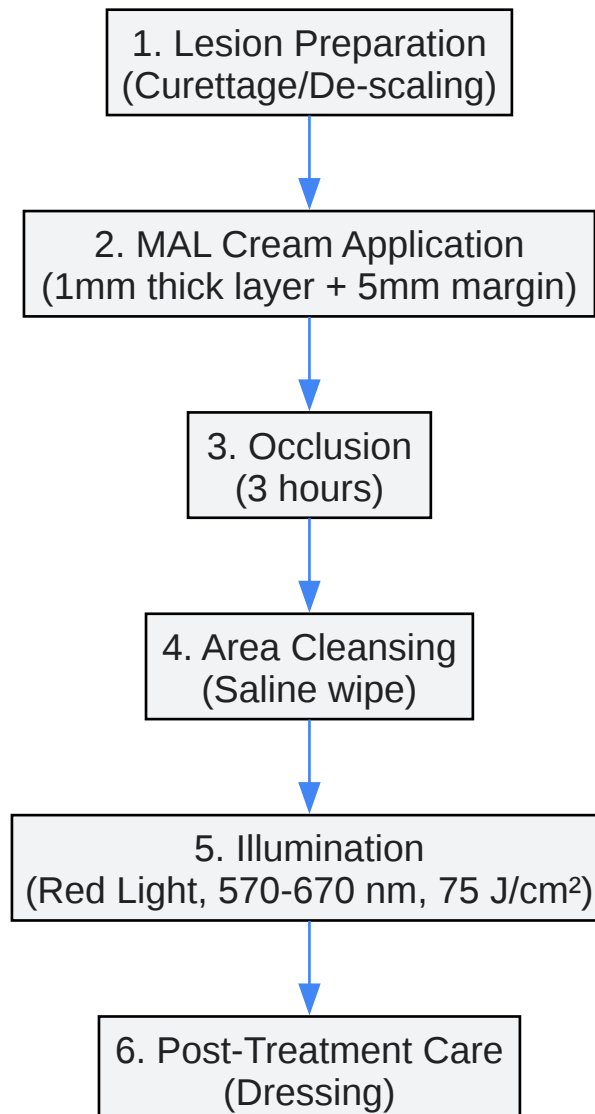 1. Lesion Preparation
(Curettage/De-scaling)
2. MAL Cream Application
(1mm thick layer + 5mm margin)
3. Occlusion
(3 hours)
4. Area Cleansing
(Saline wipe)
5. Illumination
(Red Light, 570-670 nm, 75 J/cm²)
6. Post-Treatment Care
(Dressing)